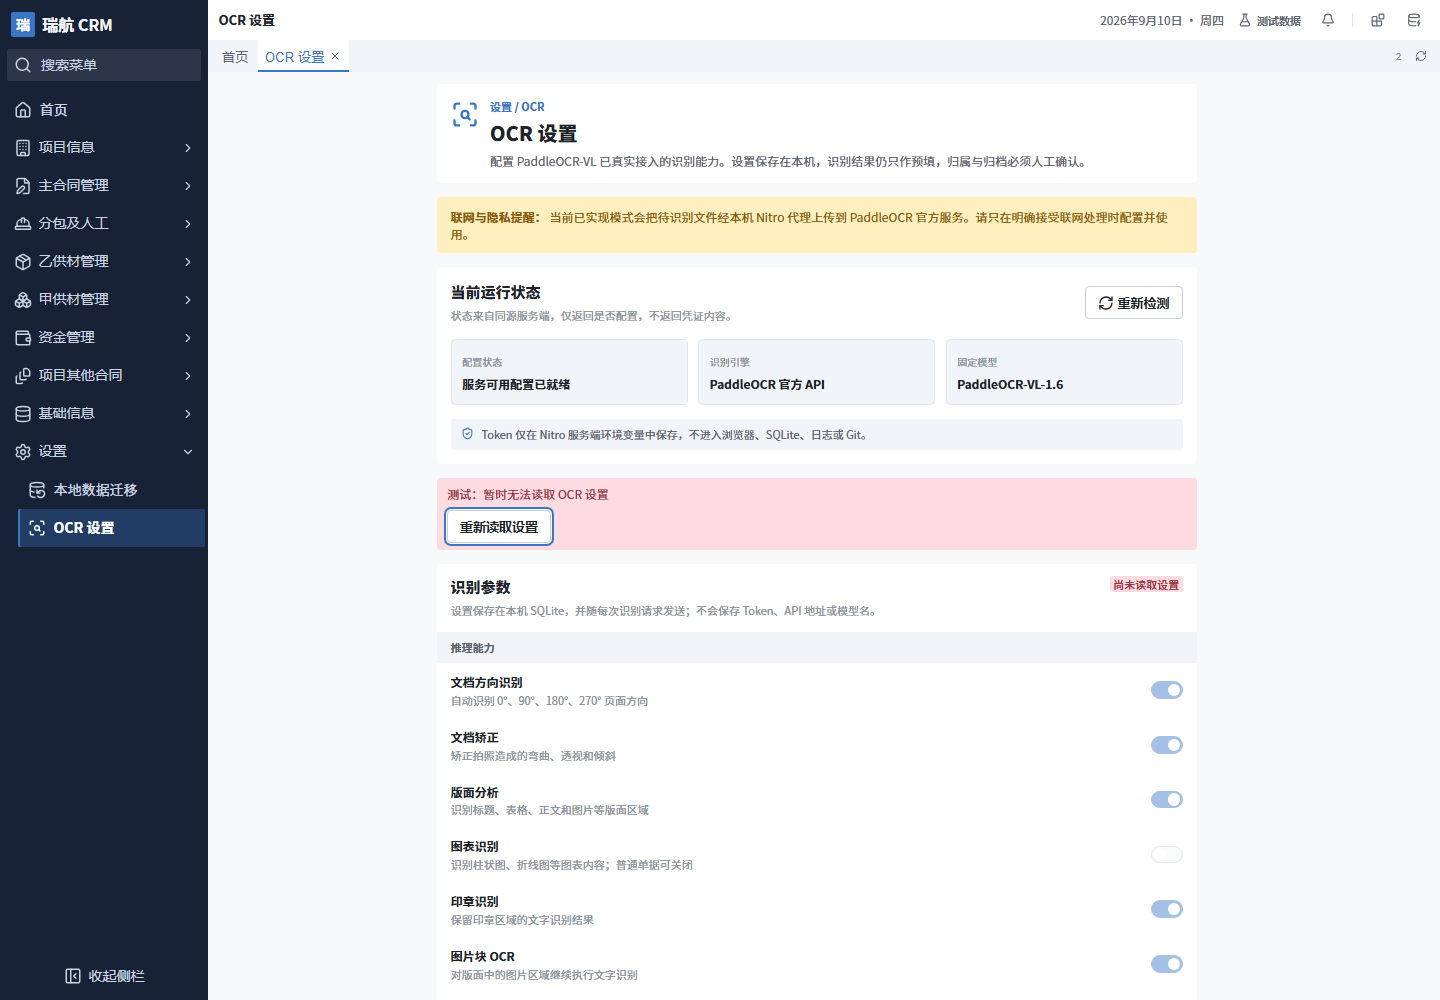 瑞 瑞航 CRM
搜索菜单
首页
项目信息
主合同管理
分包及人工
乙供材管理
甲供材管理
资金管理
项目其他合同
基础信息
设置
本地数据迁移
OCR 设置
收起侧栏
OCR 设置
2026年9月10日 · 周四 测试数据
首页 OCR 设置 ×
2
设置 / OCR
OCR 设置
配置 PaddleOCR-VL 已真实接入的识别能力。设置保存在本机，识别结果仍只作预填，归属与归档必须人工确认。
联网与隐私提醒： 当前已实现模式会把待识别文件经本机 Nitro 代理上传到 PaddleOCR 官方服务。请只在明确接受联网处理时配置并使
用。
当前运行状态
状态来自同源服务端，仅返回是否配置，不返回凭证内容。
重新检测
配置状态
服务可用配置已就绪
识别引擎
PaddleOCR 官方 API
固定模型
PaddleOCR-VL-1.6
Token 仅在 Nitro 服务端环境变量中保存，不进入浏览器、SQLite、日志或 Git。
测试：暂时无法读取 OCR 设置
重新读取设置
识别参数
尚未读取设置
设置保存在本机 SQLite，并随每次识别请求发送；不会保存 Token、API 地址或模型名。
推理能力
文档方向识别
自动识别 0°、90°、180°、270° 页面方向
文档矫正
矫正拍照造成的弯曲、透视和倾斜
版面分析
识别标题、表格、正文和图片等版面区域
图表识别
识别柱状图、折线图等图表内容；普通单据可关闭
印章识别
保留印章区域的文字识别结果
图片块 OCR
对版面中的图片区域继续执行文字识别